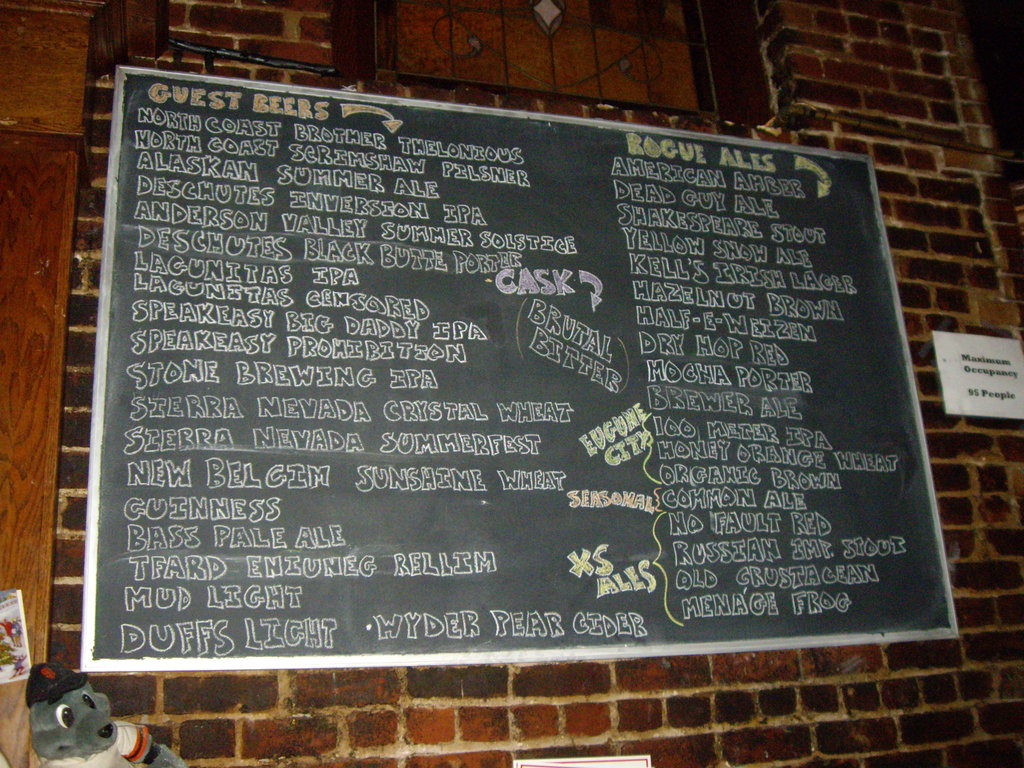 GUEST BEERS
NORTH COAST BROTHER THELONIOUS
NORTH COAST SCRIMSHAW PILSNER
ALASKAN SUMMER ALE
DESCHUTES INVERSION IPA
ANDERSON VALLEY SUMMER SOLSTICE
DESCHUTES BLACK BUTTE PORTER
LAGUNITAS IPA
LAGUNITAS CENSORED
SPEAKEASY BIG DADDY IPA
SPEAKEASY PROHIBITION
STONE BREWING IPA
SIERRA NEVADA CRYSTAL WHEAT
SIERRA NEVADA SUMMERFEST
NEW BELGIM SUNSHINE WHEAT
GUINNESS
BASS PALE ALE
TFARD ENIUNEG RELLIM
MUD LIGHT
DUFFS LIGHT • WYDER PEAR CIDER
CASK
BRUTAL
BITTER
ROGUE ALES
AMERICAN AMBER
DEAD GUY ALE
SHAKESPEARE STOUT
YELLOW SNOW ALE
KELL'S IRISH LAGER
HAZELNUT BROWN
HALF-E-WEIZEN
DRY HOP RED
MOCHA PORTER
BREWER ALE
EUGUNE
CITY
100 METER IPA
HONEY ORANGE WHEAT
ORGANIC BROWN
SEASONAL
COMMON ALE
XS
ALES
NO FAULT RED
RUSSIAN IMP. STOUT
OLD CRUSTACEAN
MENAGE FROG
Maximum
Occupancy
95 People